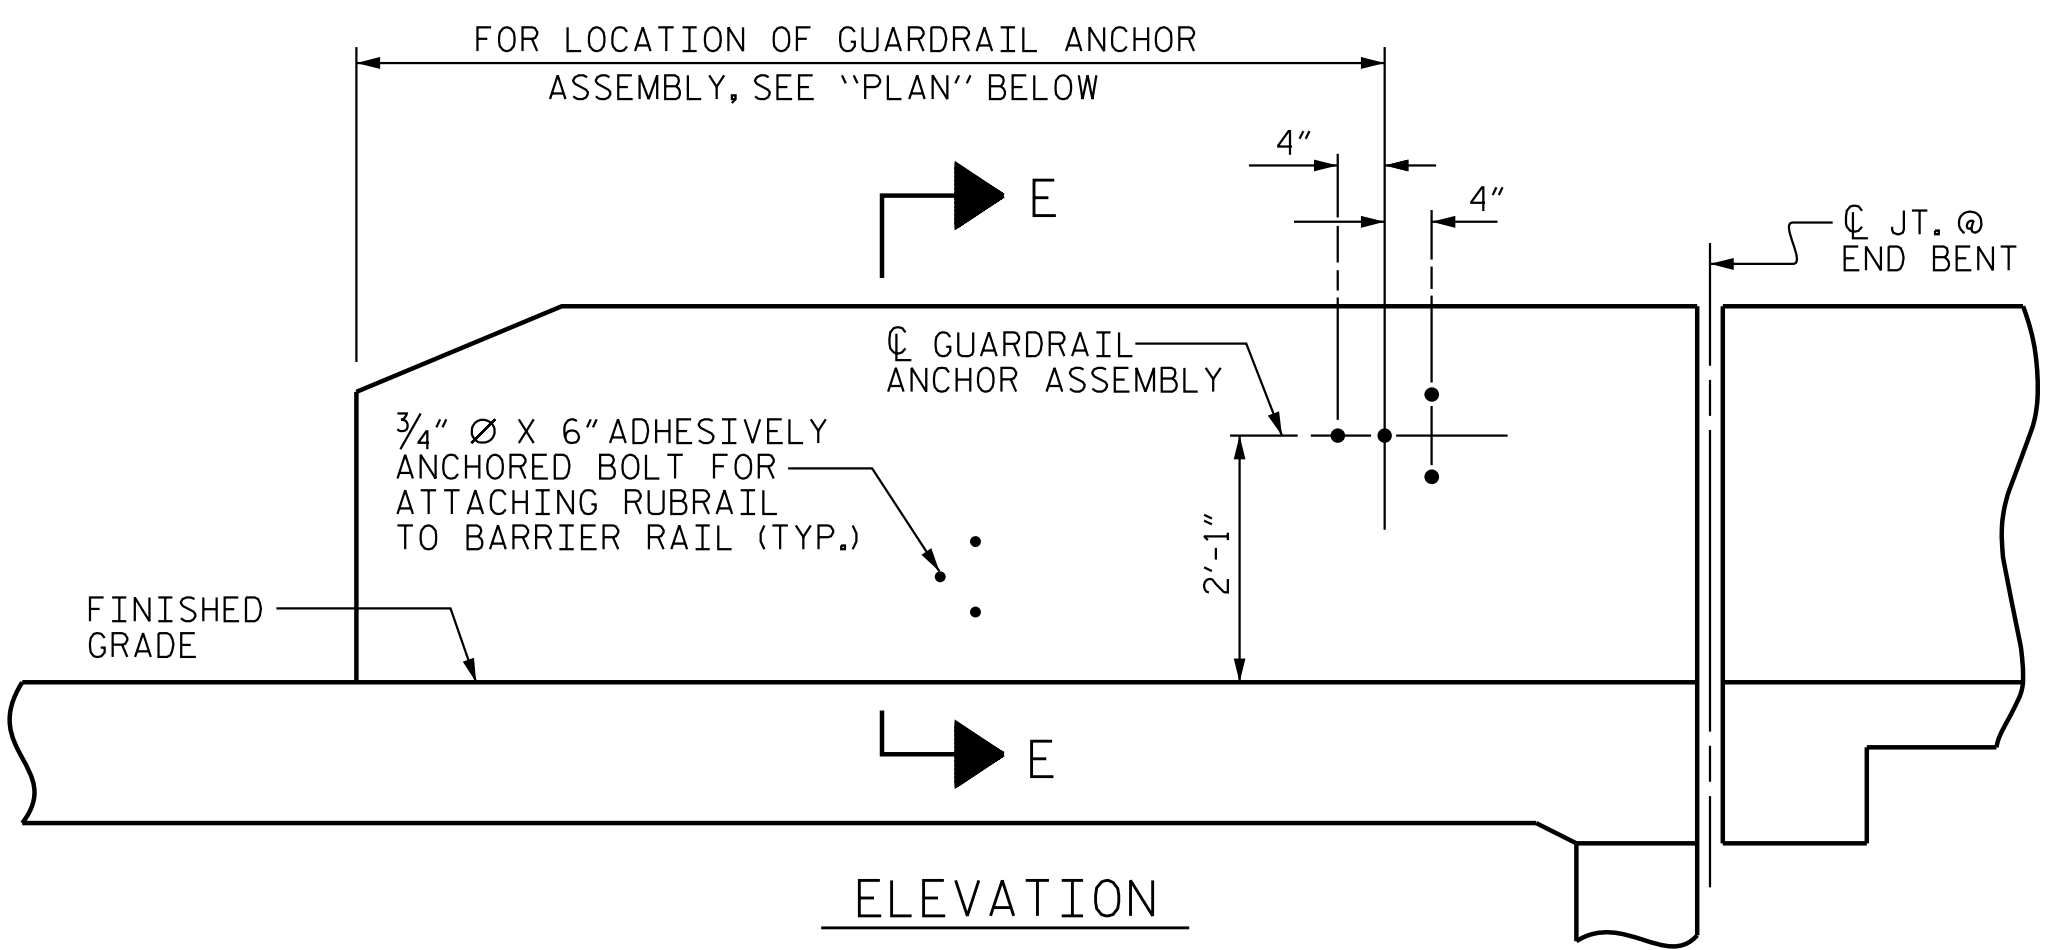 FOR LOCATION OF GUARDRAIL ANCHOR
ASSEMBLY, SEE "PLAN" BELOW
4"
E
4"
℄ JT. @
END BENT
℄ GUARDRAIL
ANCHOR ASSEMBLY
¾" Ø X 6" ADHESIVELY
ANCHORED BOLT FOR
ATTACHING RUBRAIL
TO BARRIER RAIL (TYP.)
2'-1"
FINISHED
GRADE
E
ELEVATION